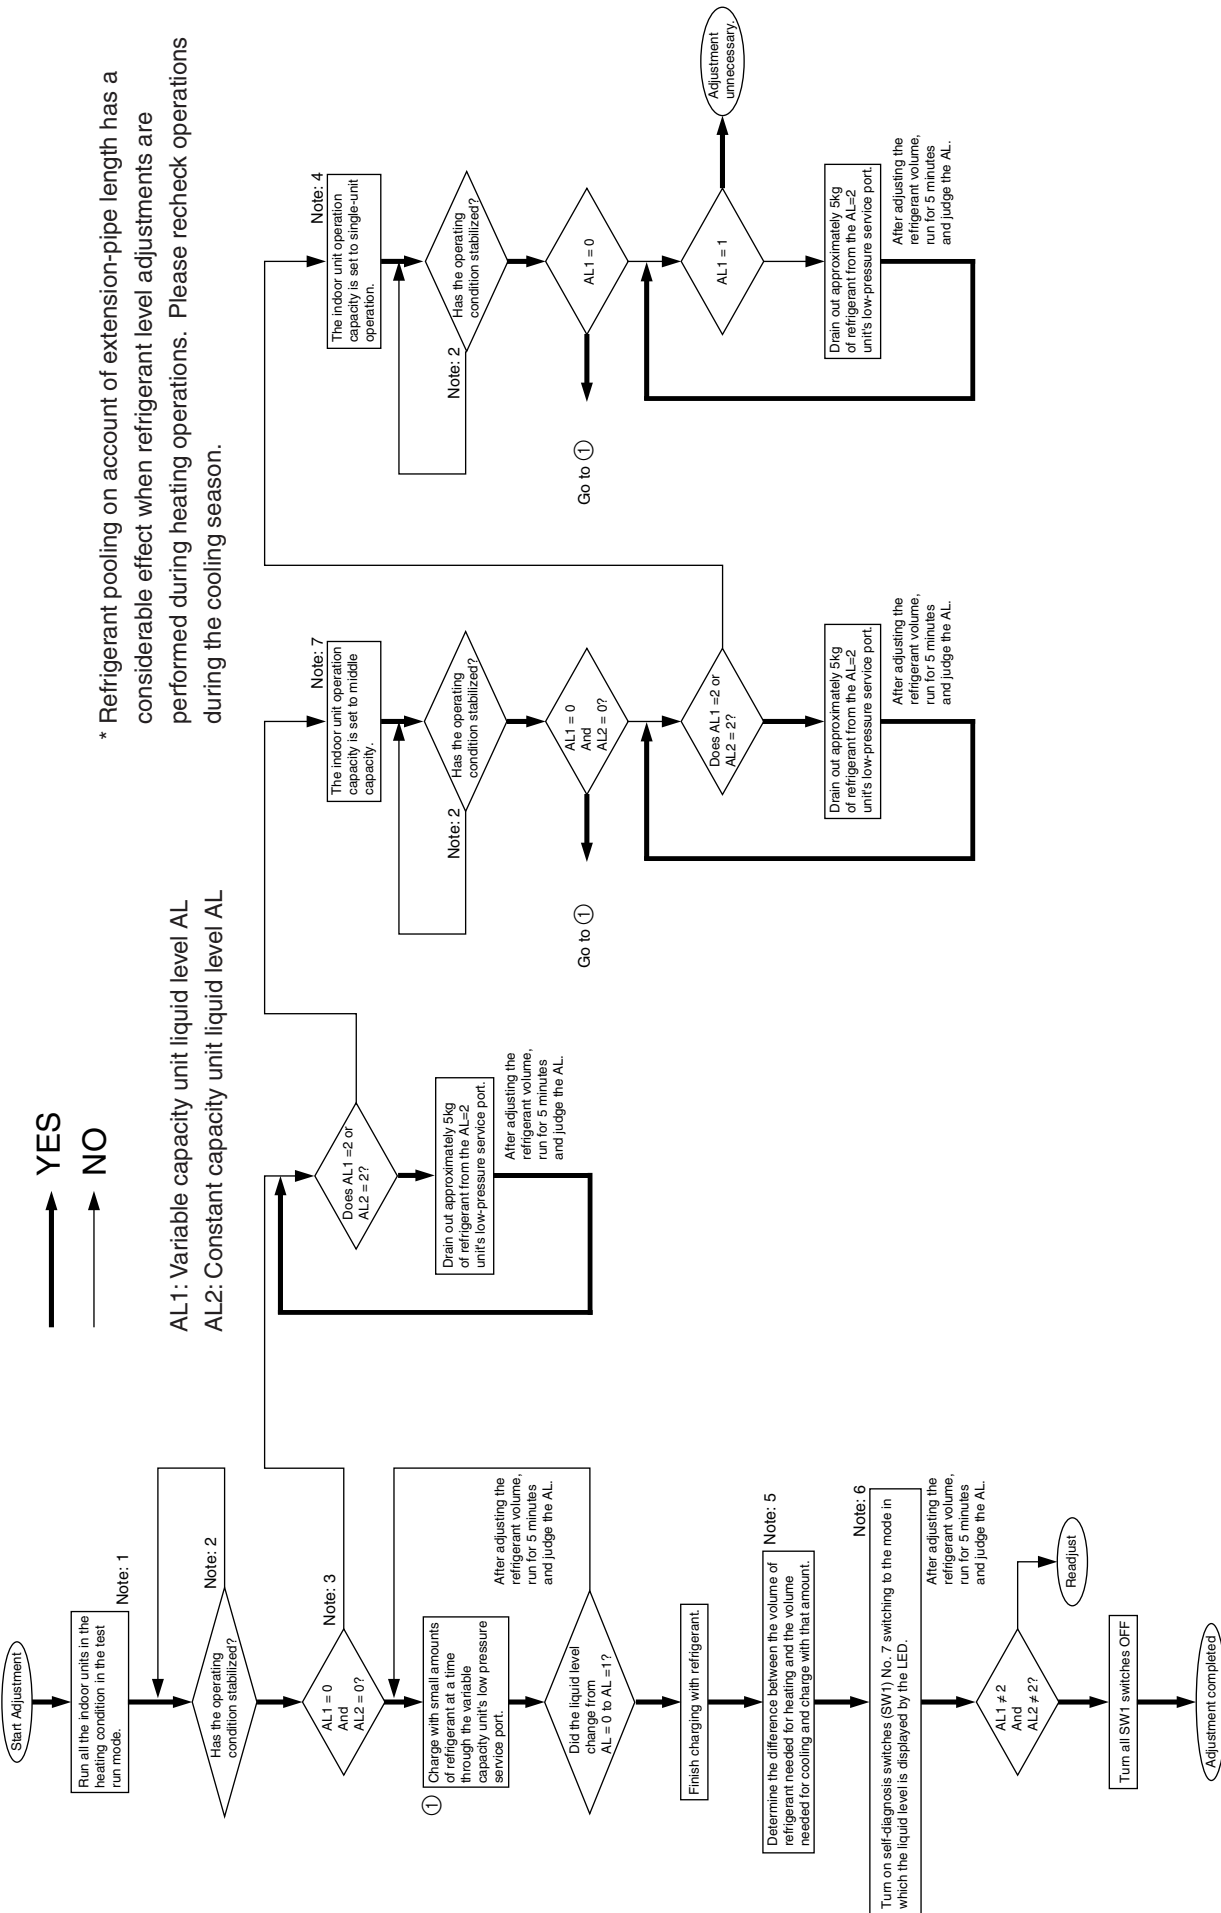 Start Adjustment
Run all the indoor units in the
heating condition in the test
run mode.
Note: 1
Has the operating
condition stabilized?
Note: 2
AL1 = 0
And
AL2 = 0?
Note: 3
①
Charge with small amounts
of refrigerant at a time
through the variable
capacity unit's low pressure
service port.
Did the liquid level
change from
AL = 0 to AL =1?
After adjusting the
refrigerant volume,
run for 5 minutes
and judge the AL.
Finish charging with refrigerant.
Determine the difference between the volume of
refrigerant needed for heating and the volume
needed for cooling and charge with that amount.
Note: 5
Turn on self-diagnosis switches (SW1) No. 7 switching to the mode in
which the liquid level is displayed by the LED.
Note: 6
After adjusting the
refrigerant volume,
run for 5 minutes
and judge the AL.
AL1 ≠ 2
And
AL2 ≠ 2?
Readjust
Turn all SW1 switches OFF
Adjustment completed
YES
NO
AL1: Variable capacity unit liquid level AL
AL2: Constant capacity unit liquid level AL
Does AL1 =2 or
AL2 = 2?
Drain out approximately 5kg
of refrigerant from the AL=2
unit's low-pressure service port.
After adjusting the
refrigerant volume,
run for 5 minutes
and judge the AL.
* Refrigerant pooling on account of extension-pipe length has a
considerable effect when refrigerant level adjustments are
performed during heating operations. Please recheck operations
during the cooling season.
Note: 7
The indoor unit operation
capacity is set to middle
capacity.
Has the operating
condition stabilized?
Note: 2
AL1 = 0
And
AL2 = 0?
Go to ①
Does AL1 =2 or
AL2 = 2?
Drain out approximately 5kg
of refrigerant from the AL=2
unit's low-pressure service port.
After adjusting the
refrigerant volume,
run for 5 minutes
and judge the AL.
Note: 4
The indoor unit operation
capacity is set to single-unit
operation.
Has the operating
condition stabilized?
Note: 2
AL1 = 0
Go to ①
AL1 = 1
Adjustment
unnecessary.
Drain out approximately 5kg
of refrigerant from the AL=2
unit's low-pressure service port.
After adjusting the
refrigerant volume,
run for 5 minutes
and judge the AL.